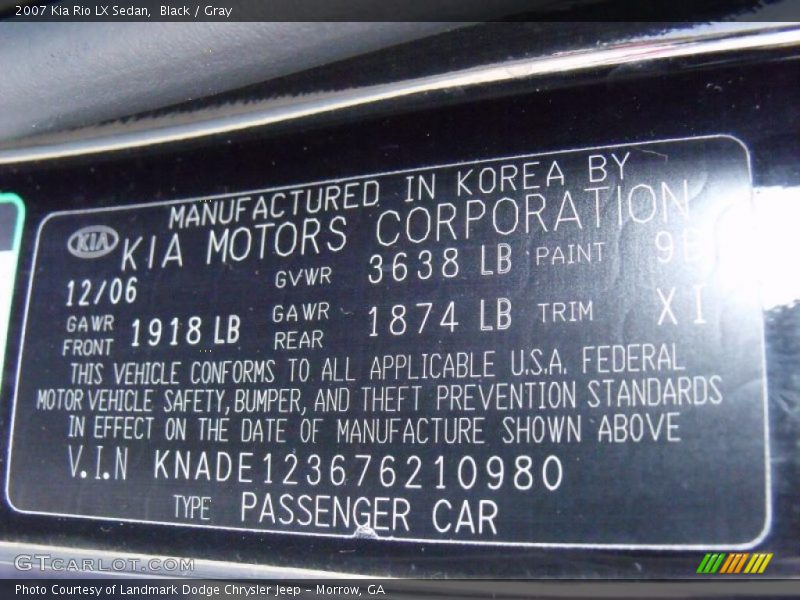 2007 Kia Rio LX Sedan, Black / Gray
MANUFACTURED IN KOREA BY
KIA KIA MOTORS CORPORATION
12/06 GVWR 3638 LB PAINT 9B
GAWR FRONT 1918 LB GAWR REAR 1874 LB TRIM XI
THIS VEHICLE CONFORMS TO ALL APPLICABLE U.S.A. FEDERAL
MOTOR VEHICLE SAFETY, BUMPER, AND THEFT PREVENTION STANDARDS
IN EFFECT ON THE DATE OF MANUFACTURE SHOWN ABOVE
V.I.N KNADE123676210980
TYPE PASSENGER CAR
GTCarLot.com
Photo Courtesy of Landmark Dodge Chrysler Jeep - Morrow, GA